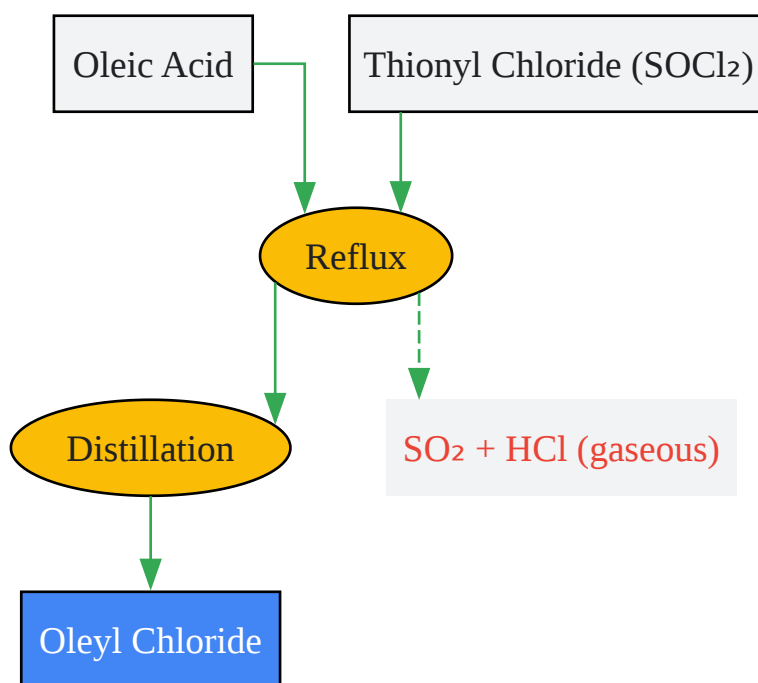 Oleic Acid
Thionyl Chloride (SOCl₂)
Reflux
Distillation
SO₂ + HCl (gaseous)
Oleyl Chloride